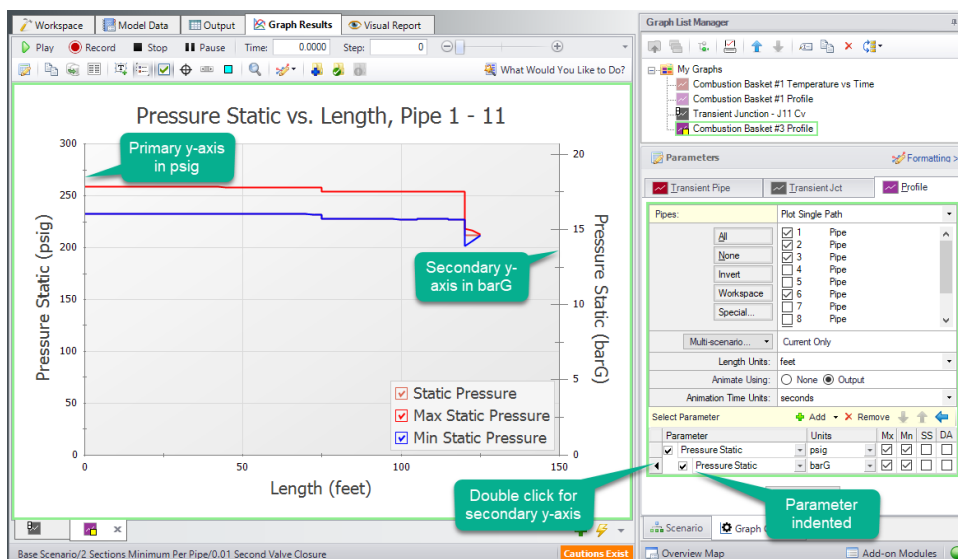 Workspace
Model Data
Output
Graph Results
Visual Report
Play
Record
Stop
Pause
Time:
0.0000
Step:
0
What Would You Like to Do?
Pressure Static vs. Length, Pipe 1 - 11
Primary y-axis
in psig
Secondary y-
axis in barG
Pressure Static (psig)
300
250
200
150
100
50
0
Pressure Static (barG)
20
15
10
5
0
0
50
100
150
Length (feet)
Static Pressure
Max Static Pressure
Min Static Pressure
Base Scenario/2 Sections Minimum Per Pipe/0.01 Second Valve Closure
Cautions Exist
Graph List Manager
My Graphs
Combustion Basket #1 Temperature vs Time
Combustion Basket #1 Profile
Transient Junction - J11 Cv
Combustion Basket #3 Profile
Parameters
Formatting >
Transient Pipe
Transient Jct
Profile
Pipes:
Plot Single Path
All
None
Invert
Workspace
Special...
1 Pipe
2 Pipe
3 Pipe
4 Pipe
5 Pipe
6 Pipe
7 Pipe
8 Pipe
Multi-scenario...
Current Only
Length Units:
feet
Animate Using:
None
Output
Animation Time Units:
seconds
Select Parameter
Add
Remove
Parameter
Units
Mx
Mn
SS
DA
Pressure Static
psig
Pressure Static
barG
Double click for
secondary y-axis
Parameter
indented
Scenario
Overview Map
Add-on Modules